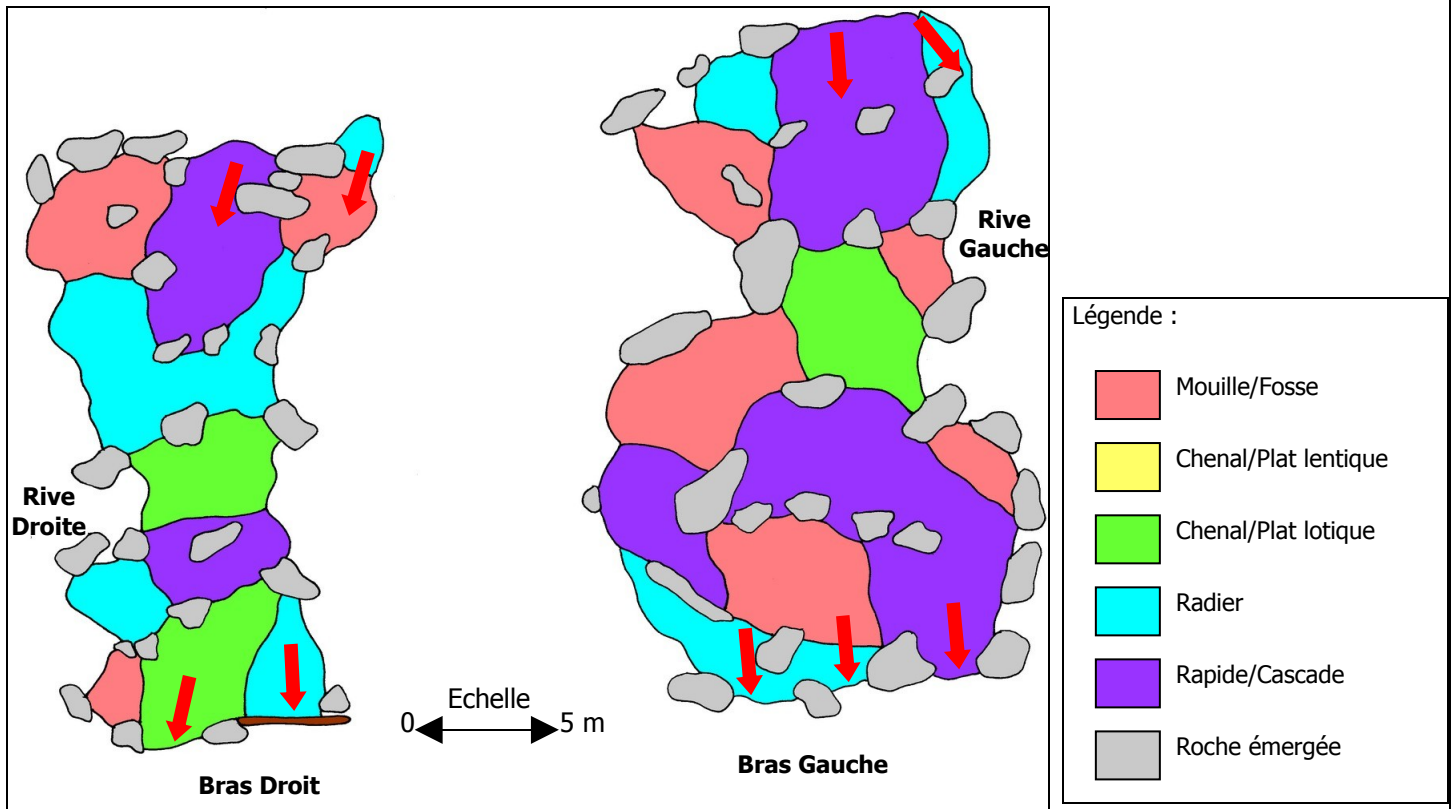 Rive
Gauche
Rive
Droite
Echelle
0
5 m
Bras Droit
Bras Gauche
Légende :
Mouille/Fosse
Chenal/Plat lentique
Chenal/Plat lotique
Radier
Rapide/Cascade
Roche émergée